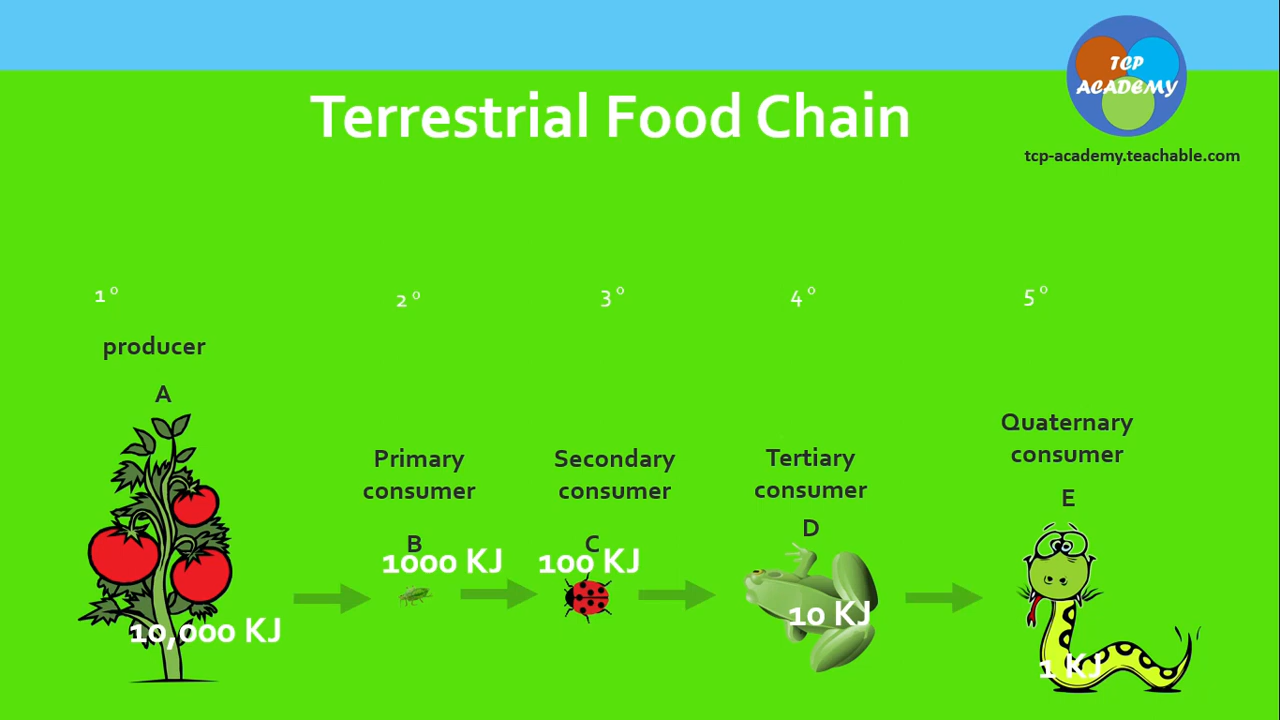 TCP
ACADEMY
Terrestrial Food Chain
tcp-academy.teachable.com
1° 2° 3° 4° 5°
producer
A
Primary
consumer
B
1000 KJ
Secondary
consumer
C
100 KJ
Tertiary
consumer
D
10 KJ
Quaternary
consumer
E
1 KJ
10,000 KJ